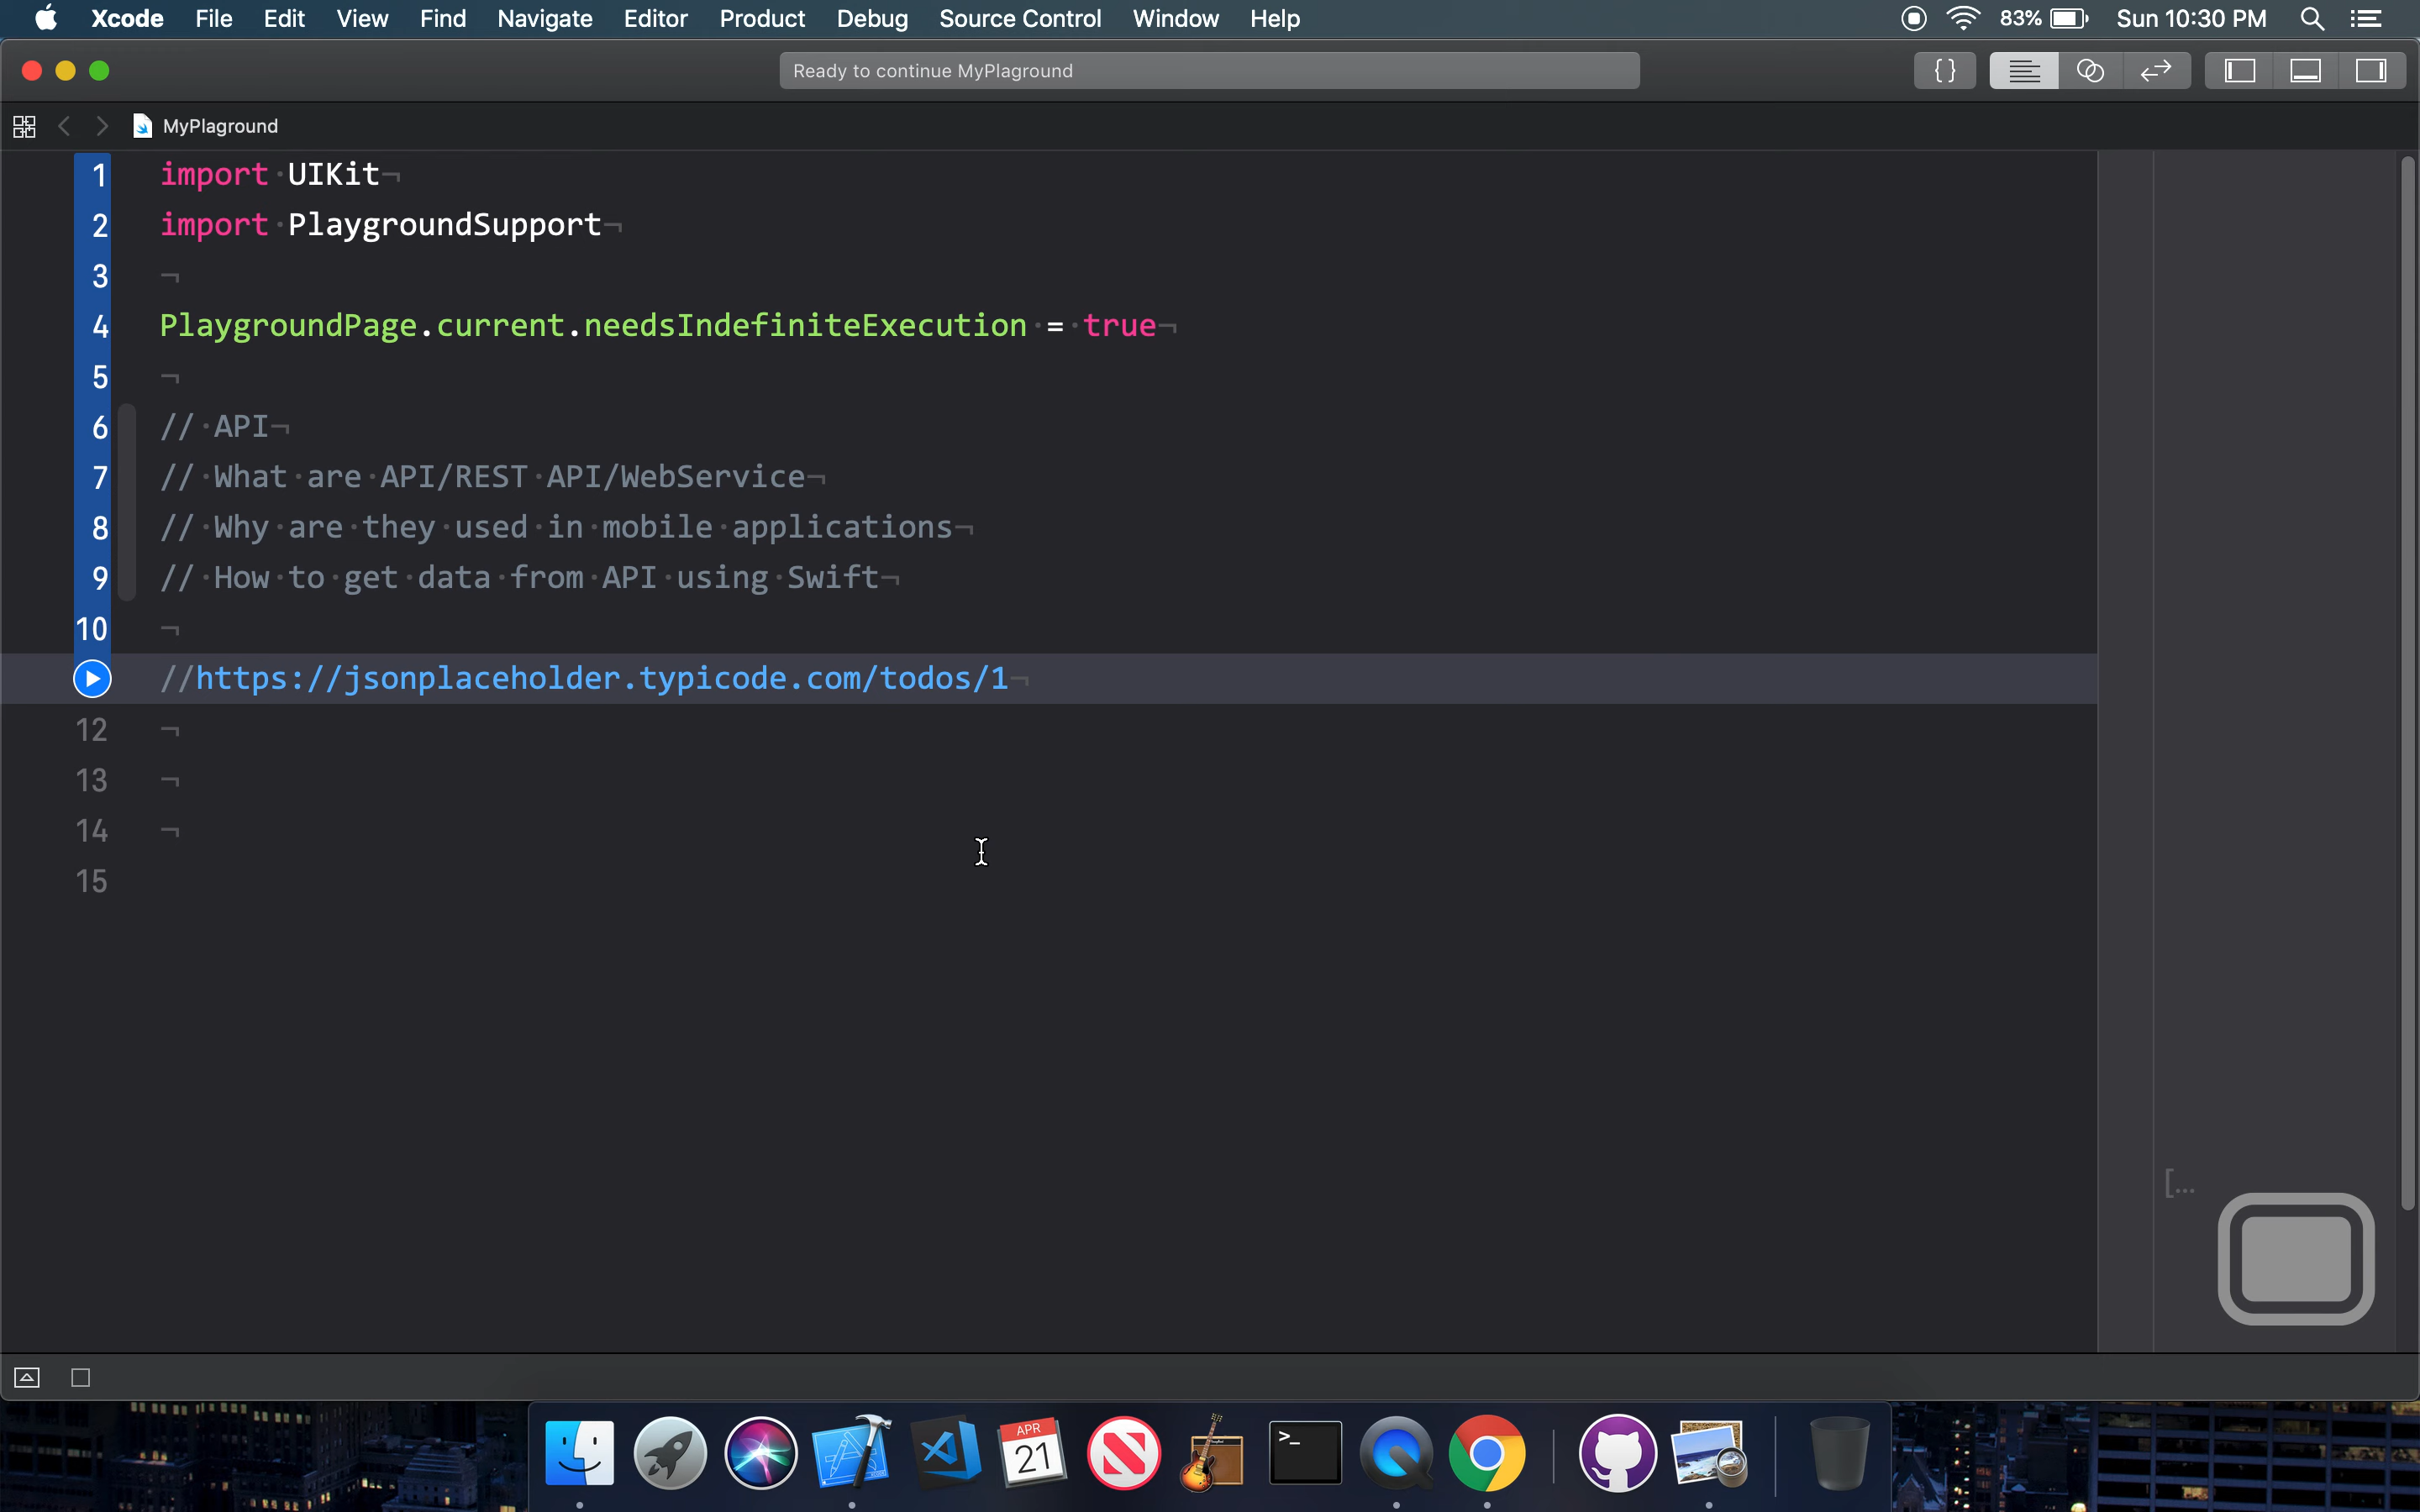 Xcode File Edit View Find Navigate Editor Product Debug Source Control Window Help 83% Sun 10:30 PM
Ready to continue MyPlaground {}
MyPlaground
1 import UIKit
2 import PlaygroundSupport
3
4 PlaygroundPage.current.needsIndefiniteExecution = true
5
6 // API
7 // What are API/REST API/WebService
8 // Why are they used in mobile applications
9 // How to get data from API using Swift
10
//https://jsonplaceholder.typicode.com/todos/1
12
13
14
15
[...
APR
21
>_